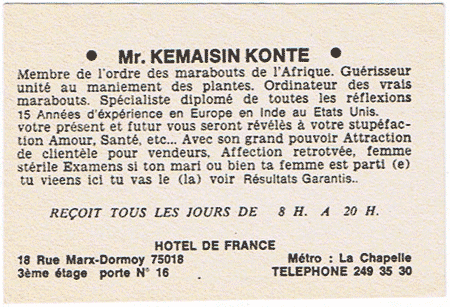 • Mr. KEMAISIN KONTE •
Membre de l'ordre des marabouts de l'Afrique. Guérisseur
unité au maniement des plantes. Ordinateur des vrais
marabouts. Spécialiste diplomé de toutes les réflexions
15 Années d'éxpérience en Europe en Inde au Etats Unis.
votre présent et futur vous seront révélès à votre stupéfac-
tion Amour, Santé, etc... Avec son grand pouvoir Attraction
de clientèle pour vendeurs, Affection retrotvée, femme
stérile Examens si ton mari ou bien ta femme est parti (e)
tu vieens ici tu vas le (la) voir Résultats Garantis..
REÇOIT TOUS LES JOURS DE 8 H. A 20 H.
HOTEL DE FRANCE
18 Rue Marx-Dormoy 75018 Métro : La Chapelle
3ème étage porte N° 16 TELEPHONE 249 35 30